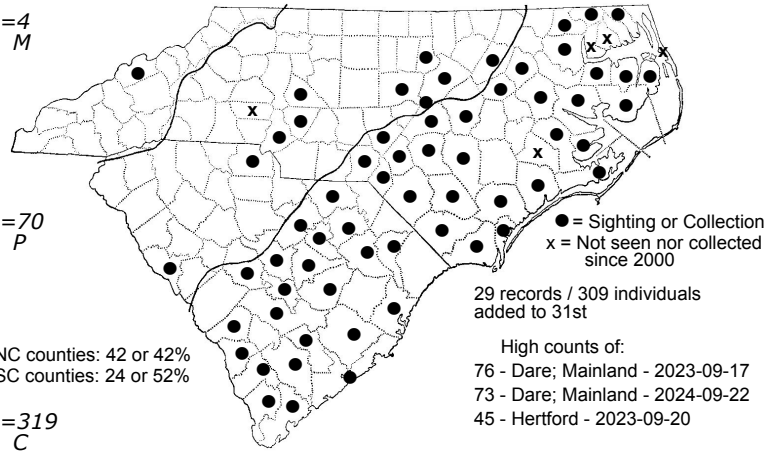 =4
M
=70
P
● = Sighting or Collection
x = Not seen nor collected
since 2000
29 records / 309 individuals
added to 31st
High counts of:
76 - Dare; Mainland - 2023-09-17
73 - Dare; Mainland - 2024-09-22
45 - Hertford - 2023-09-20
NC counties: 42 or 42%
SC counties: 24 or 52%
=319
C